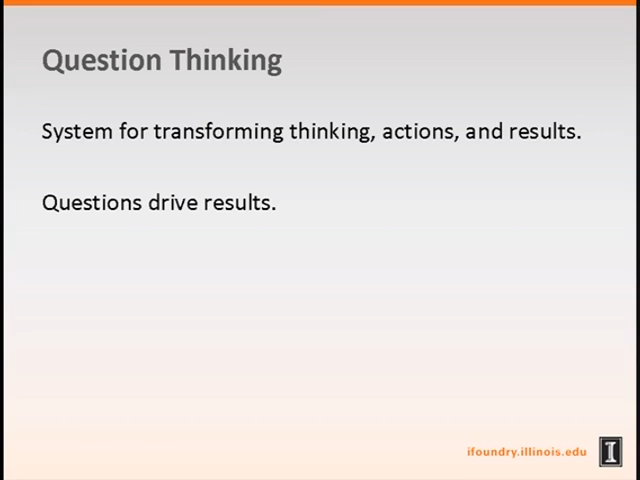 Question Thinking
System for transforming thinking, actions, and results.
Questions drive results.
ifoundry.illinois.edu
I